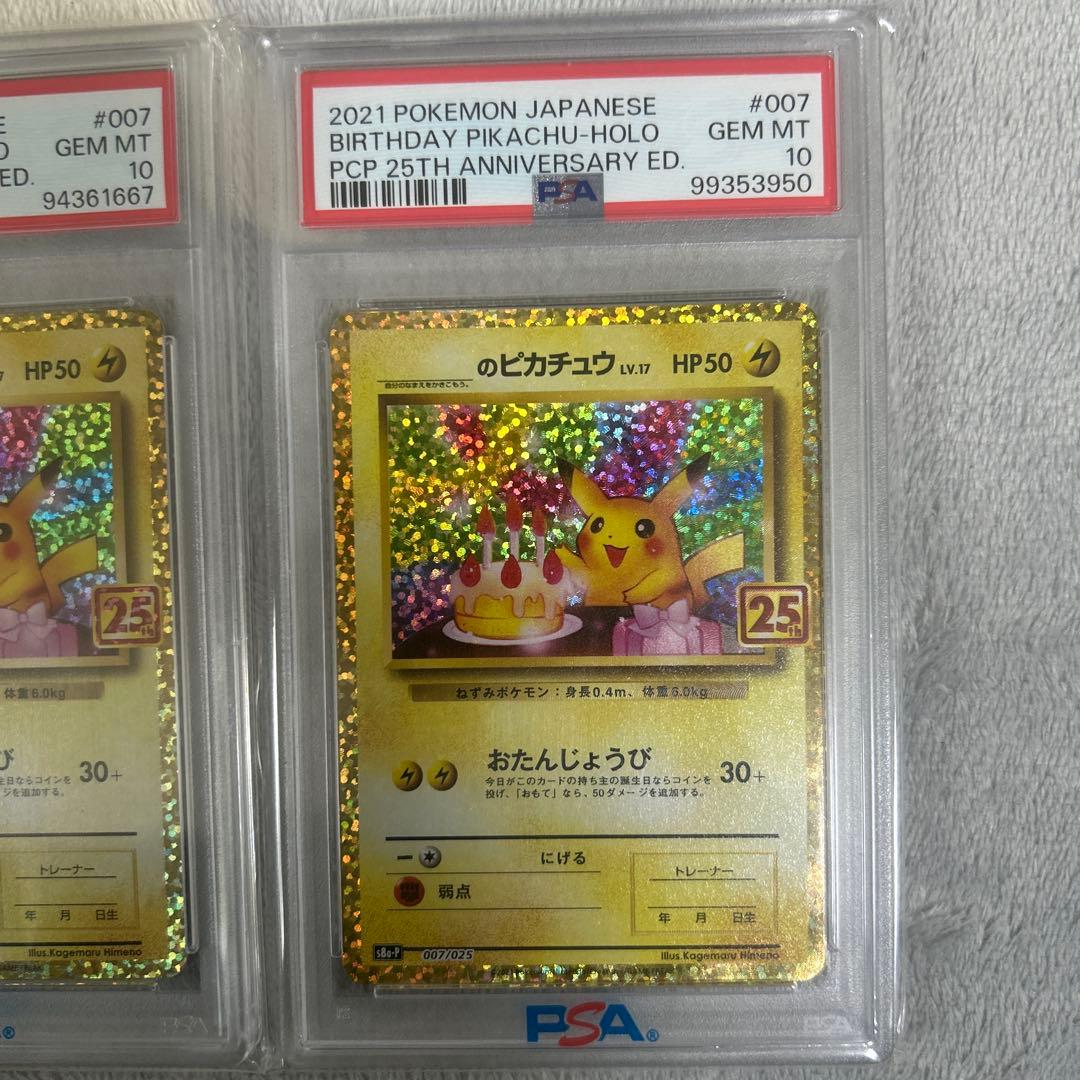 E #007
O GEM MT
ED. 10
94361667
HP50
25th
体重6.0kg
び 30+
生日ならコインを
ージを追加する。
トレーナー
年 月 日生
Illus.Kagemaru Himeno
2021 POKEMON JAPANESE #007
BIRTHDAY PIKACHU-HOLO GEM MT
PCP 25TH ANNIVERSARY ED. 10
PSA 99353950
のピカチュウ LV.17 HP50
自分のなまえをかきこもう。
25th
ねずみポケモン：身長0.4m、体重6.0kg
おたんじょうび 30+
今日がこのカードの持ち主の誕生日ならコインを
投げ、「おもて」なら、50ダメージを追加する。
にげる
弱点
トレーナー
年 月 日生
Illus.Kagemaru Himeno
s8a-P 007/025
PSA®